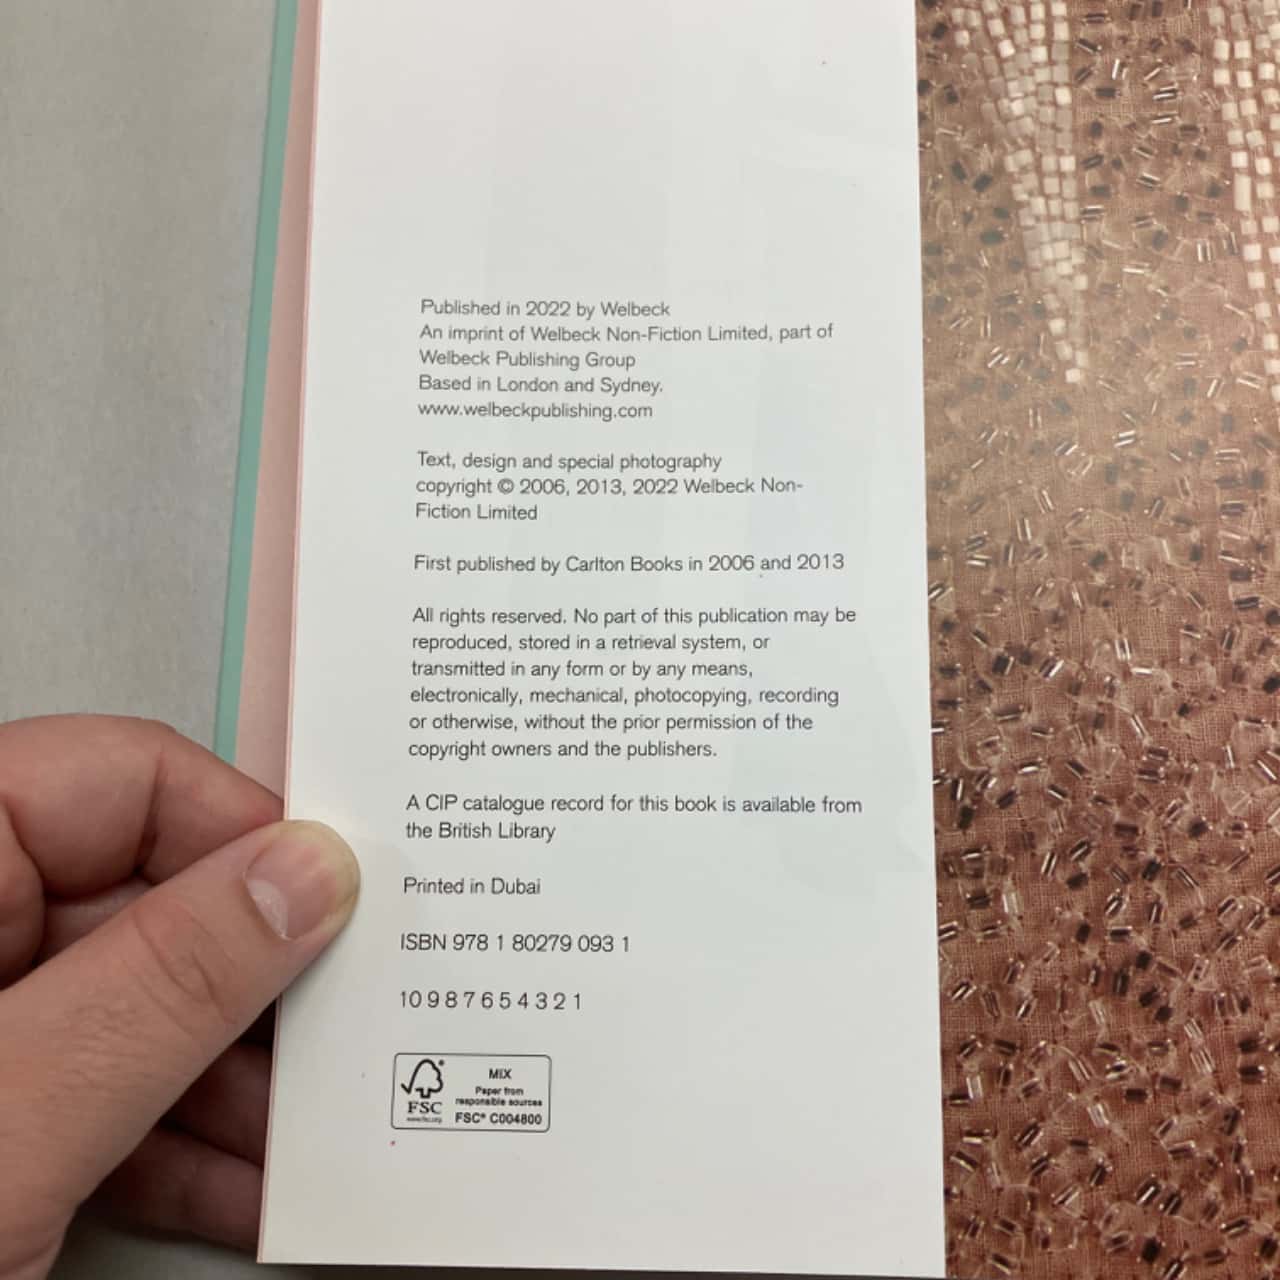 Published in 2022 by Welbeck
An imprint of Welbeck Non-Fiction Limited, part of
Welbeck Publishing Group
Based in London and Sydney.
www.welbeckpublishing.com
Text, design and special photography
copyright © 2006, 2013, 2022 Welbeck Non-
Fiction Limited
First published by Carlton Books in 2006 and 2013
All rights reserved. No part of this publication may be
reproduced, stored in a retrieval system, or
transmitted in any form or by any means,
electronically, mechanical, photocopying, recording
or otherwise, without the prior permission of the
copyright owners and the publishers.
A CIP catalogue record for this book is available from
the British Library
Printed in Dubai
ISBN 978 1 80279 093 1
10 9 8 7 6 5 4 3 2 1
MIX
Paper from
responsible sources
FSC® C004800
FSC
www.fsc.org